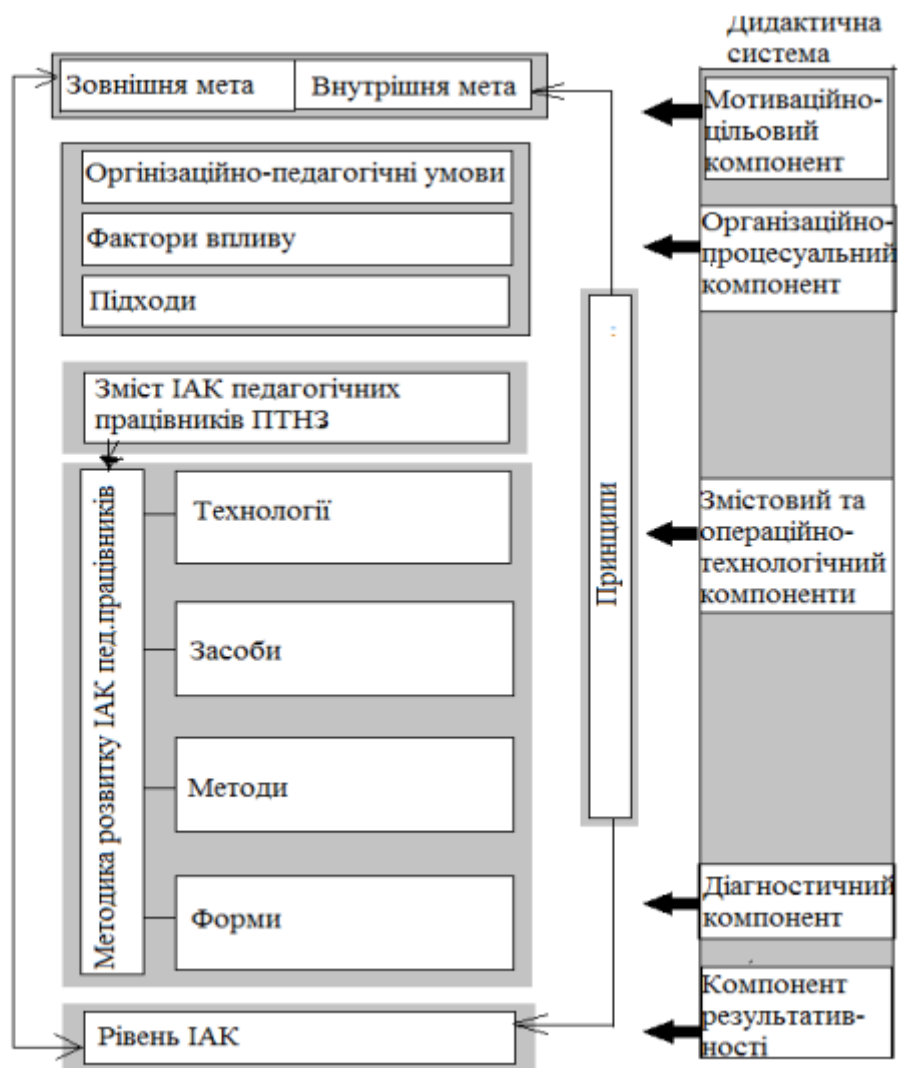 Дидактична
система
Зовнішня мета
Внутрішня мета
Мотиваційно-
цільовий
компонент
Оргінізаційно-педагогічні умови
Фактори впливу
Підходи
Організаційно-
процесуальний
компонент
Зміст ІАК педагогічних
працівників ПТНЗ
Методика розвитку ІАК пед.працівників
Технології
Засоби
Методи
Форми
Принципи
Змістовий та
операційно-
технологічний
компоненти
Діагностичний
компонент
Рівень ІАК
Компонент
результатив-
ності